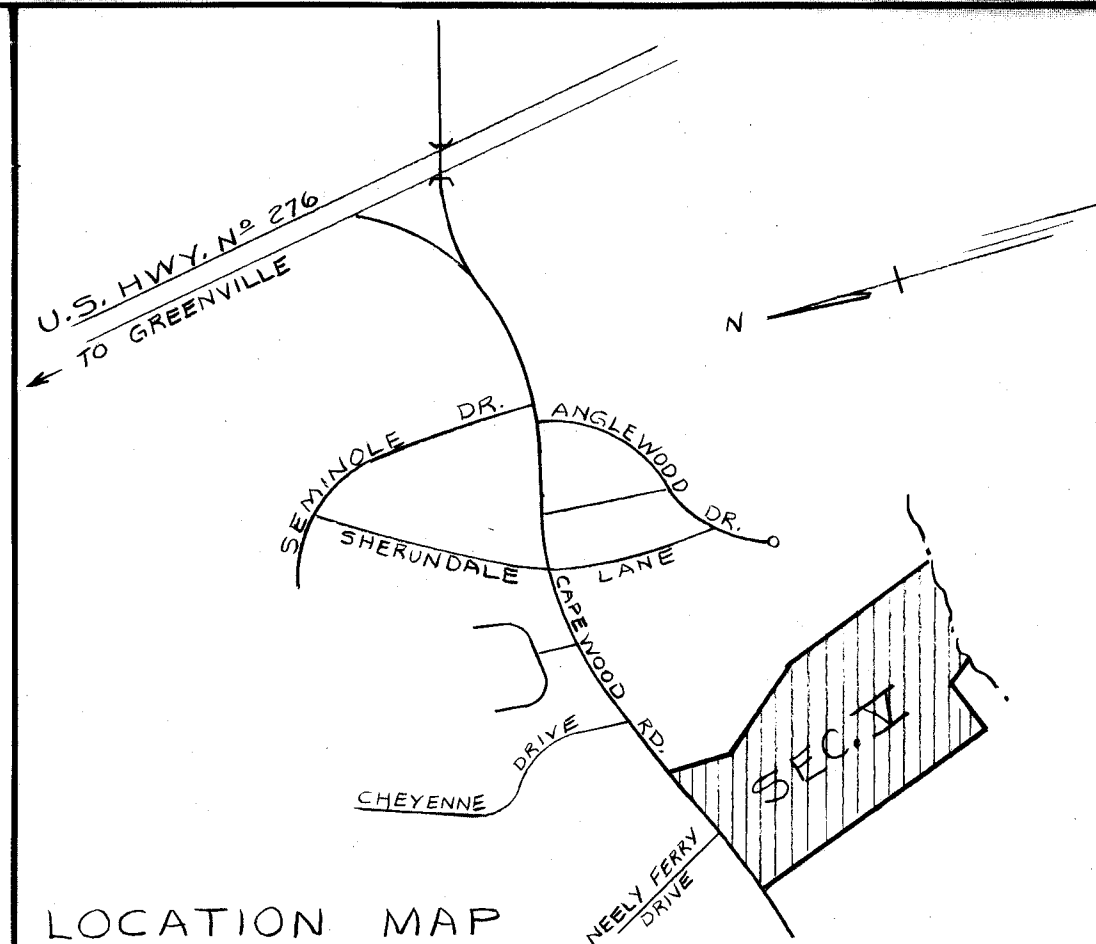 U.S. HWY. Nº 276
TO GREENVILLE
N
SEMINOLE DR.
ANGLEWOOD DR.
SHERUNDALE LANE
CAPEWOOD RD.
SEC. V
CHEYENNE DRIVE
NEELY FERRY
DRIVE
LOCATION MAP